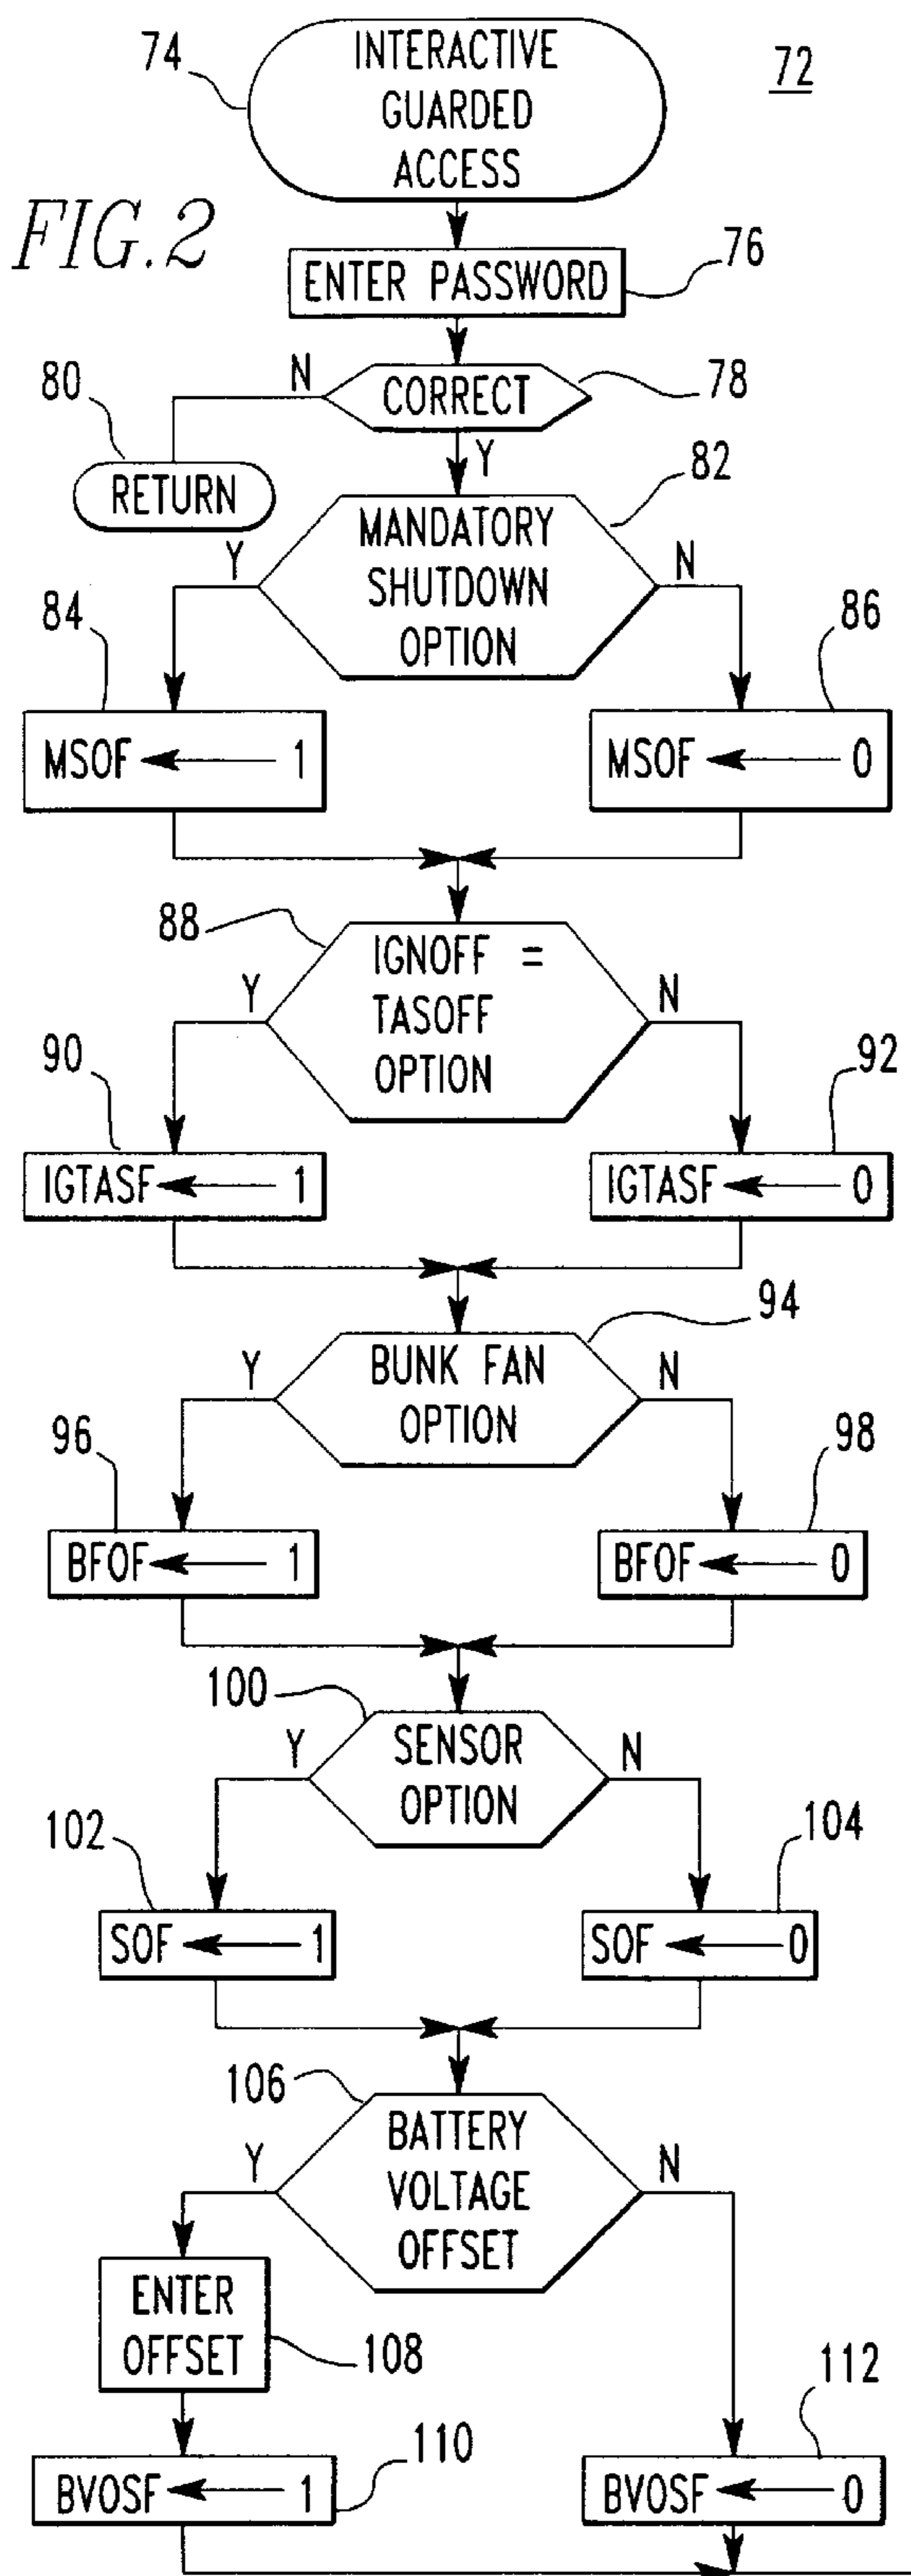 74
INTERACTIVE
GUARDED
ACCESS
72
FIG.2
ENTER PASSWORD
76
80
N
CORRECT
78
RETURN
Y
82
Y
MANDATORY
SHUTDOWN
OPTION
N
84
86
MSOF 1
MSOF 0
88
Y
IGNOFF =
TASOFF
OPTION
N
90
92
IGTASF 1
IGTASF 0
94
Y
BUNK FAN
OPTION
N
96
98
BFOF 1
BFOF 0
100
Y
SENSOR
OPTION
N
102
104
SOF 1
SOF 0
106
Y
BATTERY
VOLTAGE
OFFSET
N
ENTER
OFFSET
108
112
110
BVOSF 1
BVOSF 0